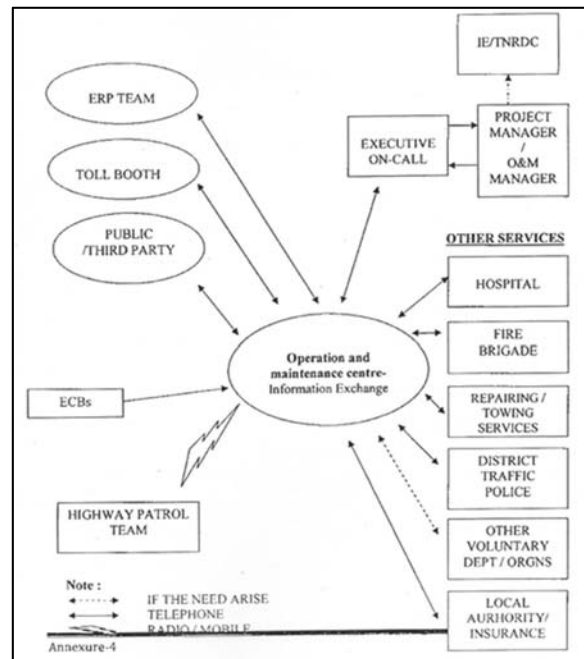 IE/TNRDC
ERP TEAM
PROJECT
MANAGER
/
O&M
MANAGER
EXECUTIVE
ON-CALL
TOLL BOOTH
PUBLIC
/THIRD PARTY
OTHER SERVICES
HOSPITAL
FIRE
BRIGADE
Operation and
maintenance centre-
Information Exchange
ECBs
REPAIRING /
TOWING
SERVICES
DISTRICT
TRAFFIC
POLICE
HIGHWAY PATROL
TEAM
OTHER
VOLUNTARY
DEPT / ORGNS
LOCAL
AURHORITY/
INSURANCE
Note :
IF THE NEED ARISE
TELEPHONE
RADIO / MOBILE
Annexure-4